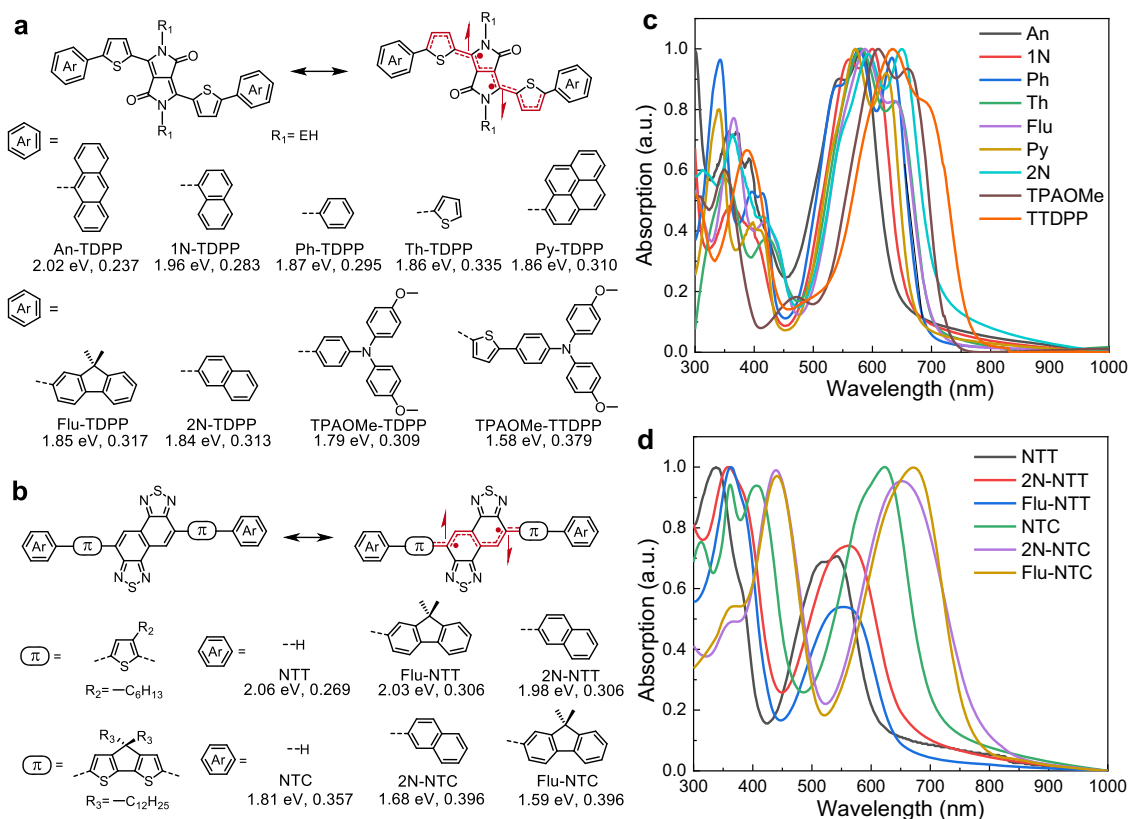 a
R1
N
S
O
Ar
O
N
S
Ar
R1
R1
N
S
O
Ar
O
N
S
Ar
R1
R1= EH
Ar =
S
An-TDPP
2.02 eV, 0.237
1N-TDPP
1.96 eV, 0.283
Ph-TDPP
1.87 eV, 0.295
Th-TDPP
1.86 eV, 0.335
Py-TDPP
1.86 eV, 0.310
Ar =
O
N
O
S
O
N
O
Flu-TDPP
1.85 eV, 0.317
2N-TDPP
1.84 eV, 0.313
TPAOMe-TDPP
1.79 eV, 0.309
TPAOMe-TTDPP
1.58 eV, 0.379
b
S
N N
Ar π π Ar
N N
S
S
N N
Ar π π Ar
N N
S
π =
R2
S
R2= —C6H13
Ar =
--H
NTT
2.06 eV, 0.269
Flu-NTT
2.03 eV, 0.306
2N-NTT
1.98 eV, 0.306
π =
R3 R3
S S
R3= —C12H25
Ar =
--H
NTC
1.81 eV, 0.357
2N-NTC
1.68 eV, 0.396
Flu-NTC
1.59 eV, 0.396
c
Absorption (a.u.)
1.0
0.8
0.6
0.4
0.2
0.0
An
1N
Ph
Th
Flu
Py
2N
TPAOMe
TTDPP
300 400 500 600 700 800 900 1000
Wavelength (nm)
d
Absorption (a.u.)
1.0
0.8
0.6
0.4
0.2
0.0
NTT
2N-NTT
Flu-NTT
NTC
2N-NTC
Flu-NTC
300 400 500 600 700 800 900 1000
Wavelength (nm)